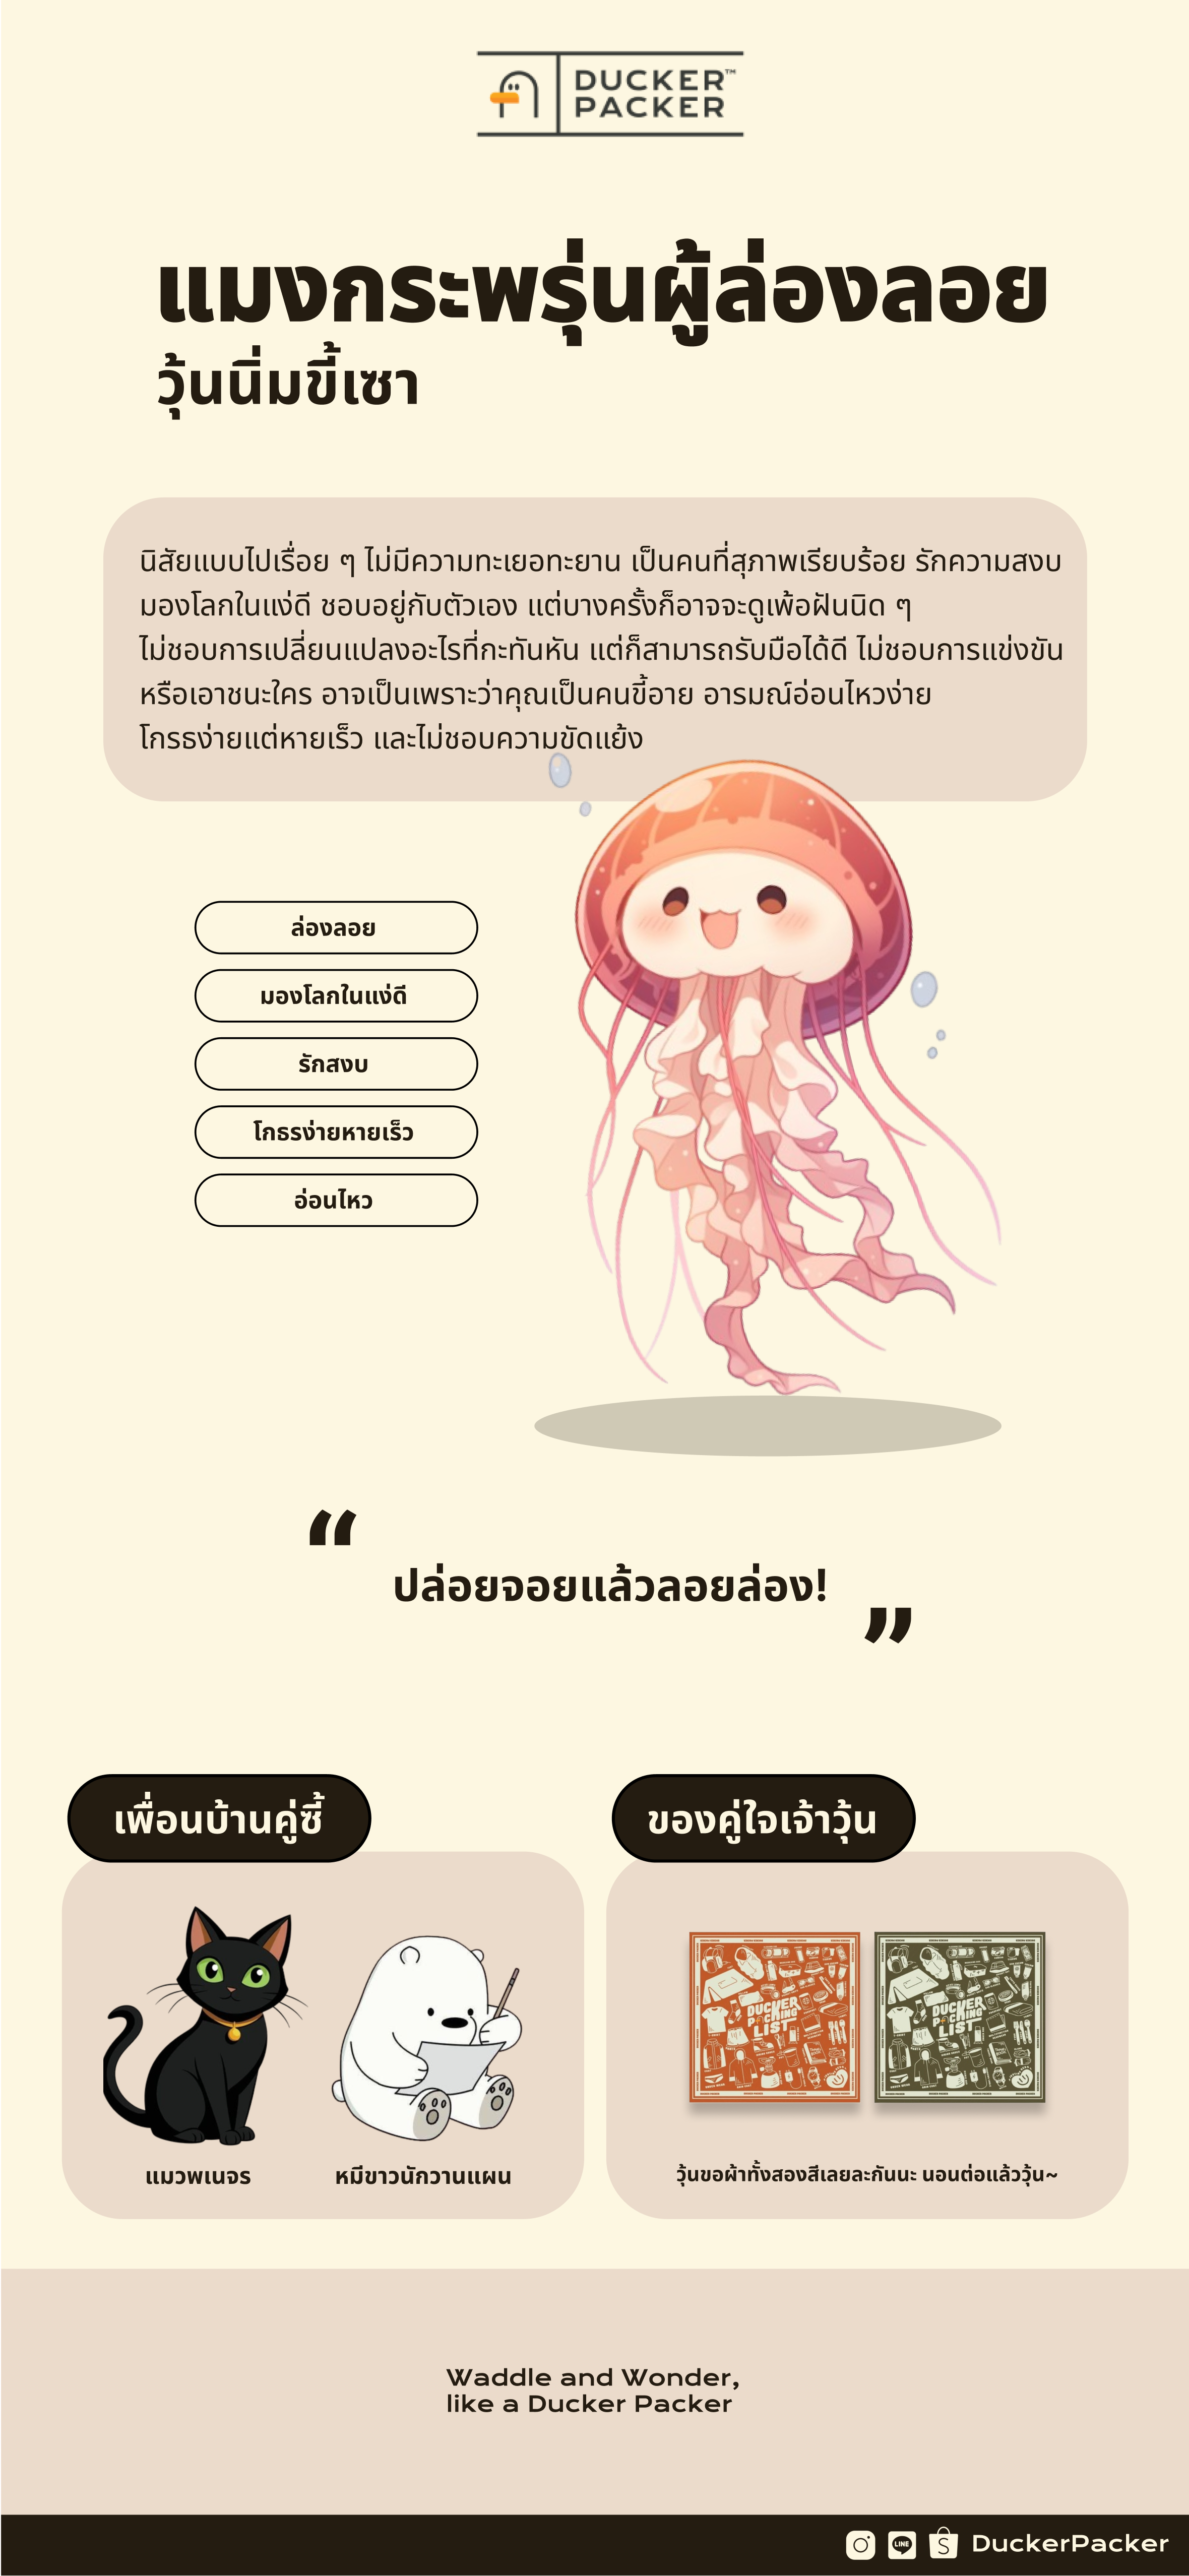 DUCKER™
PACKER
แมงกระพรุ่นผู้ล่องลอย
วุ้นนิ่มขี้เซา
นิสัยแบบไปเรื่อย ๆ ไม่มีความทะเยอทะยาน เป็นคนที่สุภาพเรียบร้อย รักความสงบ
มองโลกในแง่ดี ชอบอยู่กับตัวเอง แต่บางครั้งก็อาจจะดูเพ้อฝันนิด ๆ
ไม่ชอบการเปลี่ยนแปลงอะไรที่กะทันหัน แต่ก็สามารถรับมือได้ดี ไม่ชอบการแข่งขัน
หรือเอาชนะใคร อาจเป็นเพราะว่าคุณเป็นคนขี้อาย อารมณ์อ่อนไหวง่าย
โกรธง่ายแต่หายเร็ว และไม่ชอบความขัดแย้ง
ล่องลอย
มองโลกในแง่ดี
รักสงบ
โกธรง่ายหายเร็ว
อ่อนไหว
“
ปล่อยจอยแล้วลอยล่อง!
”
เพื่อนบ้านคู่ซี้
แมวพเนจร
หมีขาวนักวานแผน
ของคู่ใจเจ้าวุ้น
DUCKER
PACKING
LIST
DUCKER
PACKING
LIST
วุ้นขอผ้าทั้งสองสีเลยละกันนะ นอนต่อแล้ววุ้น~
Waddle and Wonder,
like a Ducker Packer
LINE
S
DuckerPacker